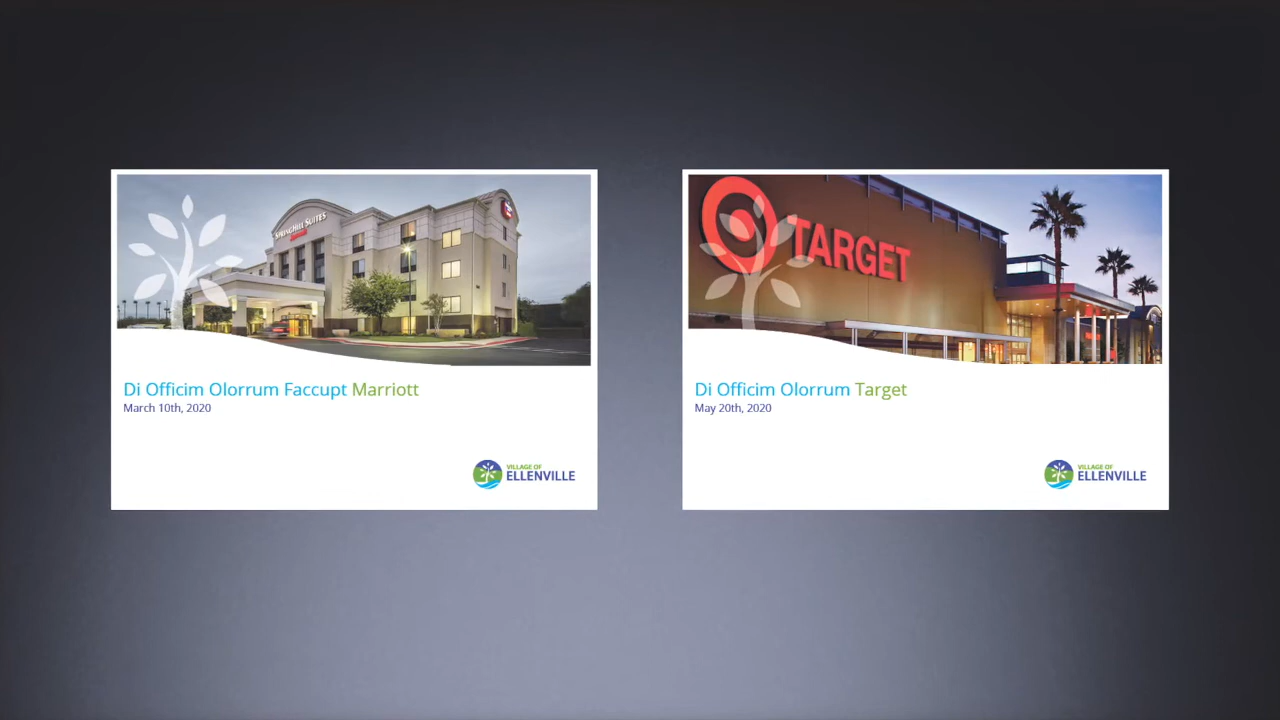 SPRINGHILL SUITES
Di Officim Olorrum Faccupt Marriott
March 10th, 2020
VILLAGE OF
ELLENVILLE
TARGET
Di Officim Olorrum Target
May 20th, 2020
VILLAGE OF
ELLENVILLE